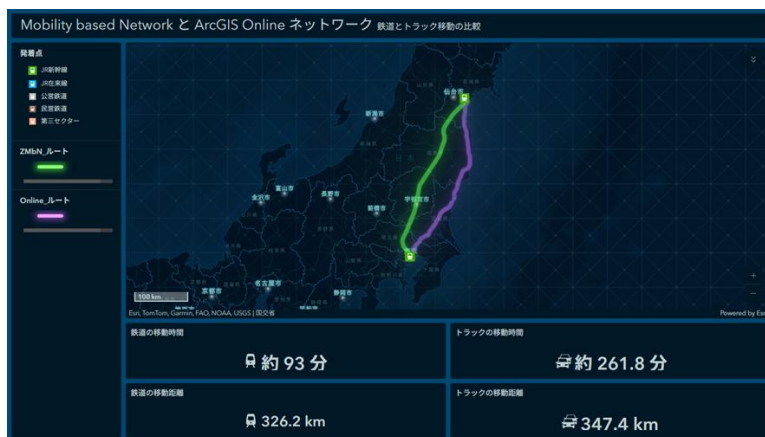 Mobility based Network と ArcGIS Online ネットワーク 鉄道とトラック移動の比較
発着点
JR新幹線
JR在来線
公営鉄道
民営鉄道
第三セクター
ZMbN_ルート
Online_ルート
仙台市
新潟市
富山市
金沢市
長野市
前橋市
宇都宮市
名古屋市
京都市
静岡市
100 km
Esri, TomTom, Garmin, FAO, NOAA, USGS | 国交省
Powered by Esri
鉄道の移動時間
約 93 分
トラックの移動時間
約 261.8 分
鉄道の移動距離
326.2 km
トラックの移動距離
347.4 km